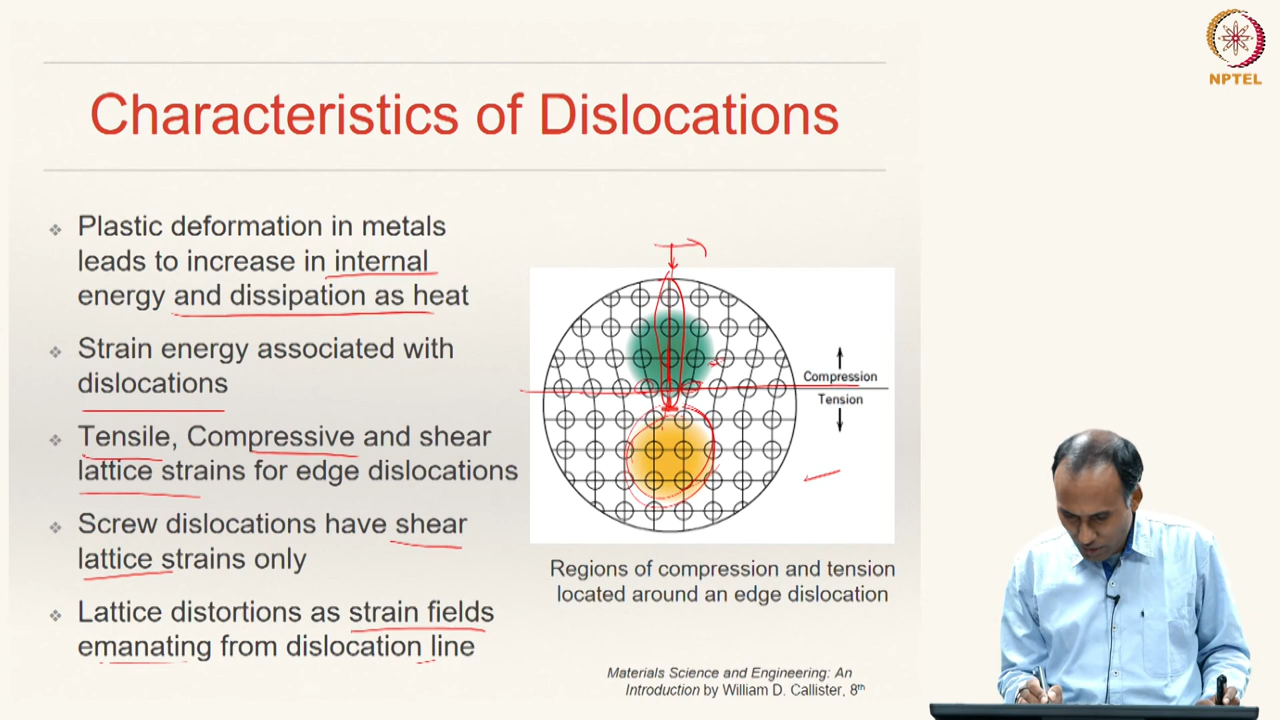 NPTEL
Characteristics of Dislocations
❖ Plastic deformation in metals
leads to increase in internal
energy and dissipation as heat
❖ Strain energy associated with
dislocations
❖ Tensile, Compressive and shear
lattice strains for edge dislocations
❖ Screw dislocations have shear
lattice strains only
❖ Lattice distortions as strain fields
emanating from dislocation line
Compression
Tension
Regions of compression and tension
located around an edge dislocation
Materials Science and Engineering: An
Introduction by William D. Callister, 8th